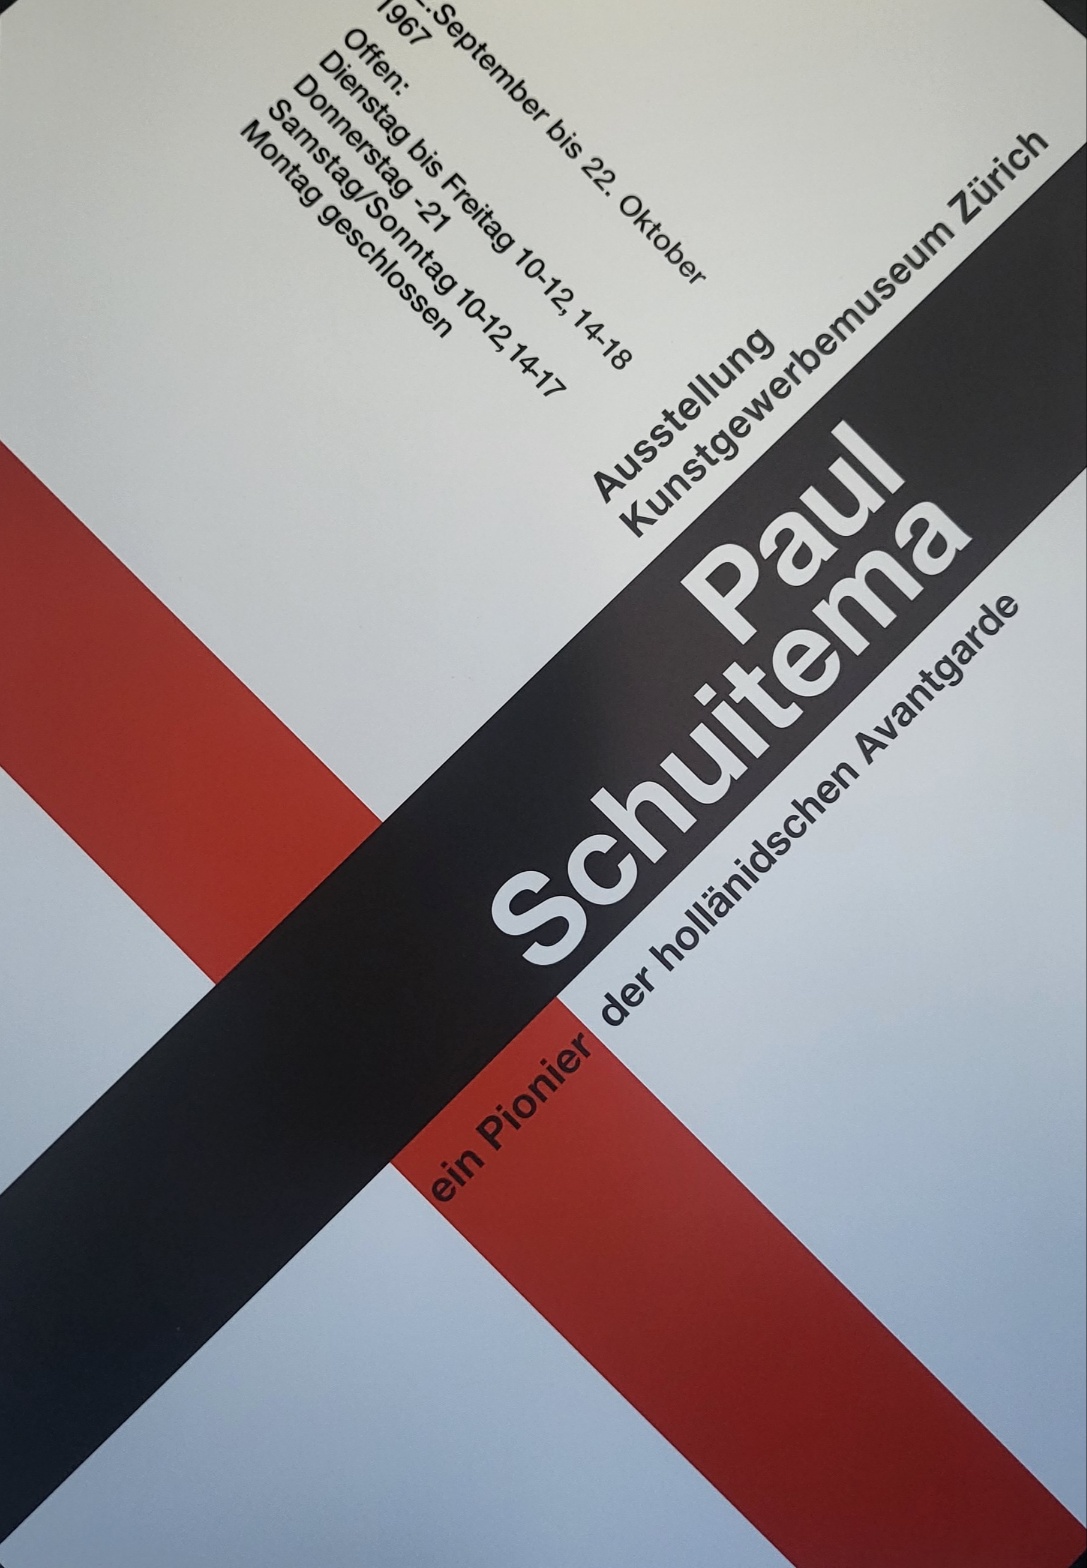 .September bis 22. Oktober
1967
Offen:
Dienstag bis Freitag 10-12, 14-18
Donnerstag -21
Samstag/Sonntag 10-12, 14-17
Montag geschlossen
Ausstellung
Kunstgewerbemuseum Zürich
Paul
Schuitema
ein Pionier der hollänidschen Avantgarde